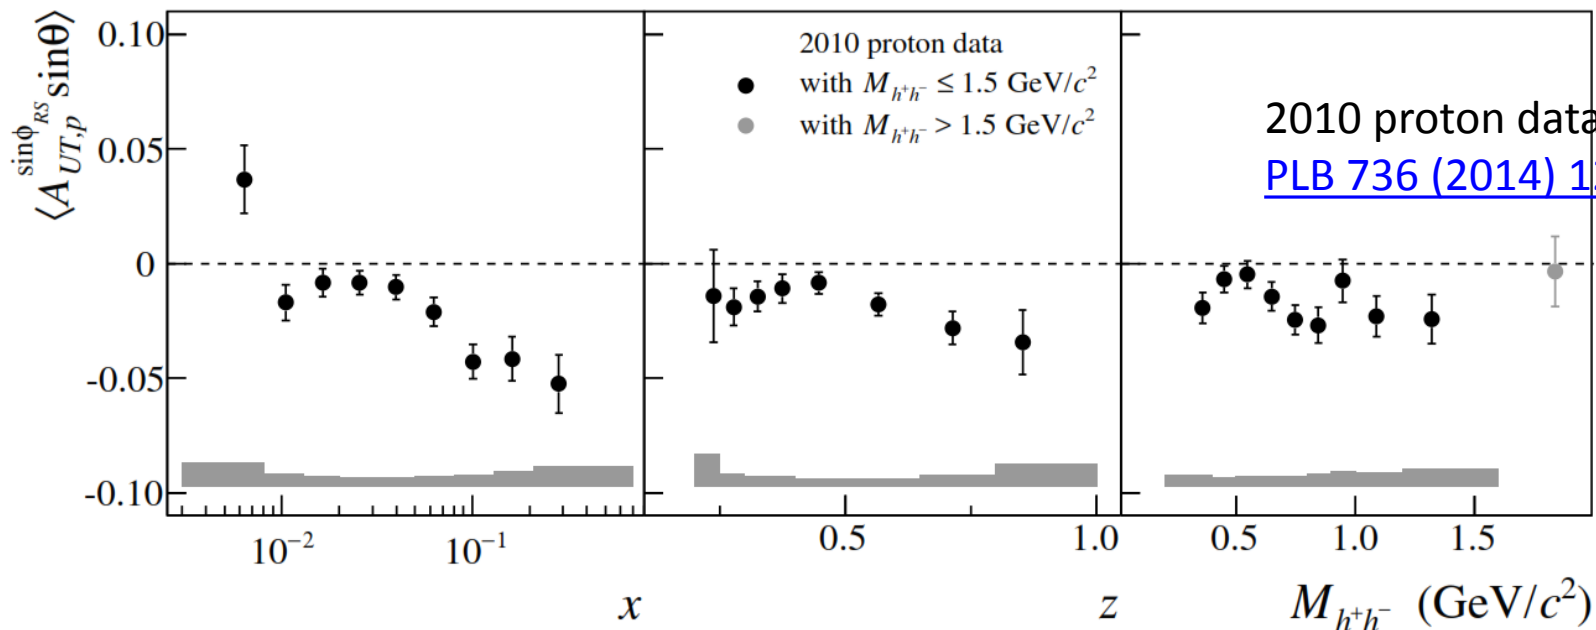 ⟨A_{UT,p}^{sinϕ_{RS}} sinθ⟩
0.10
0.05
0
-0.05
-0.10
2010 proton data
with M_{h⁺h⁻} ≤ 1.5 GeV/c²
with M_{h⁺h⁻} > 1.5 GeV/c²
2010 proton data
PLB 736 (2014) 1
10⁻² 10⁻¹
0.5 1.0
0.5 1.0 1.5
x
z
M_{h⁺h⁻} (GeV/c²)